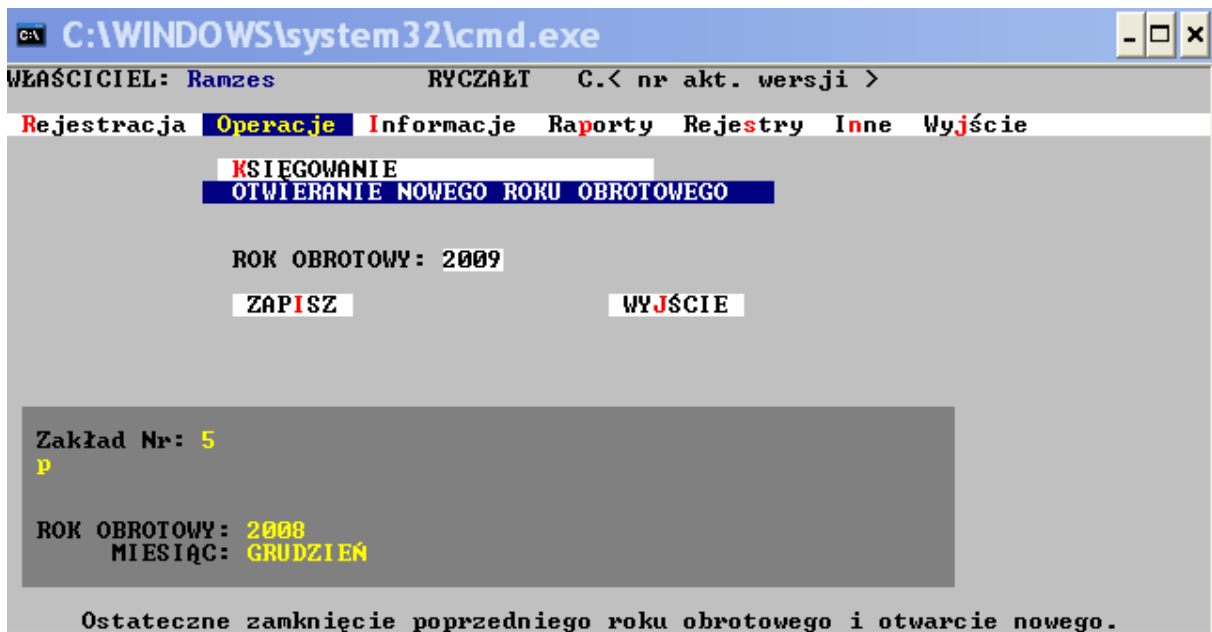 C:\WINDOWS\system32\cmd.exe
WŁAŚCICIEL: Ramzes RYCZAŁT C.< nr akt. wersji >
Rejestracja Operacje Informacje Raporty Rejestry Inne Wyjście
KSIĘGOWANIE
OTWIERANIE NOWEGO ROKU OBROTOWEGO
ROK OBROTOWY: 2009
ZAPISZ WYJŚCIE
Zakład Nr: 5
p
ROK OBROTOWY: 2008
MIESIĄC: GRUDZIEŃ
Ostateczne zamknięcie poprzedniego roku obrotowego i otwarcie nowego.